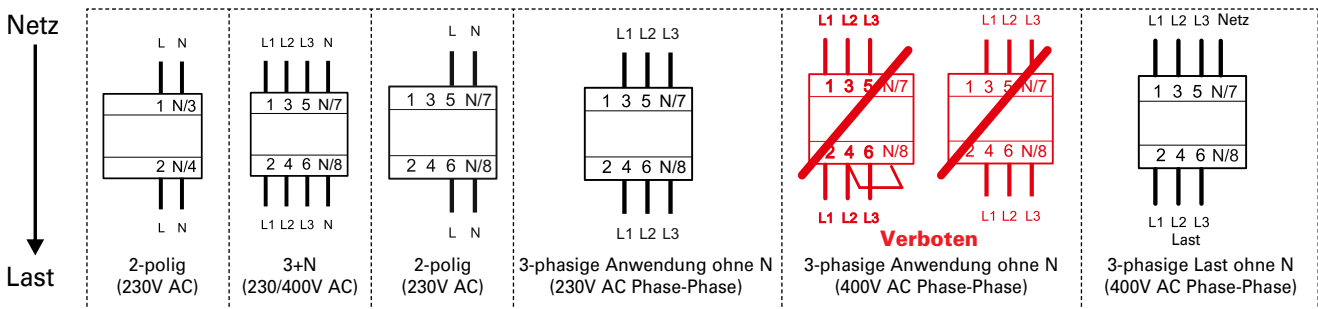 Netz
Last
L N
1 N/3
2 N/4
L N
2-polig
(230V AC)
L1 L2 L3 N
1 3 5 N/7
2 4 6 N/8
L1 L2 L3 N
3+N
(230/400V AC)
L N
1 3 5 N/7
2 4 6 N/8
L N
2-polig
(230V AC)
L1 L2 L3
1 3 5 N/7
2 4 6 N/8
L1 L2 L3
3-phasige Anwendung ohne N
(230V AC Phase-Phase)
L1 L2 L3
1 3 5 N/7
2 4 6 N/8
L1 L2 L3
L1 L2 L3
1 3 5 N/7
2 4 6 N/8
L1 L2 L3
Verboten
3-phasige Anwendung ohne N
(400V AC Phase-Phase)
L1 L2 L3 Netz
1 3 5 N/7
2 4 6 N/8
L1 L2 L3
Last
3-phasige Last ohne N
(400V AC Phase-Phase)